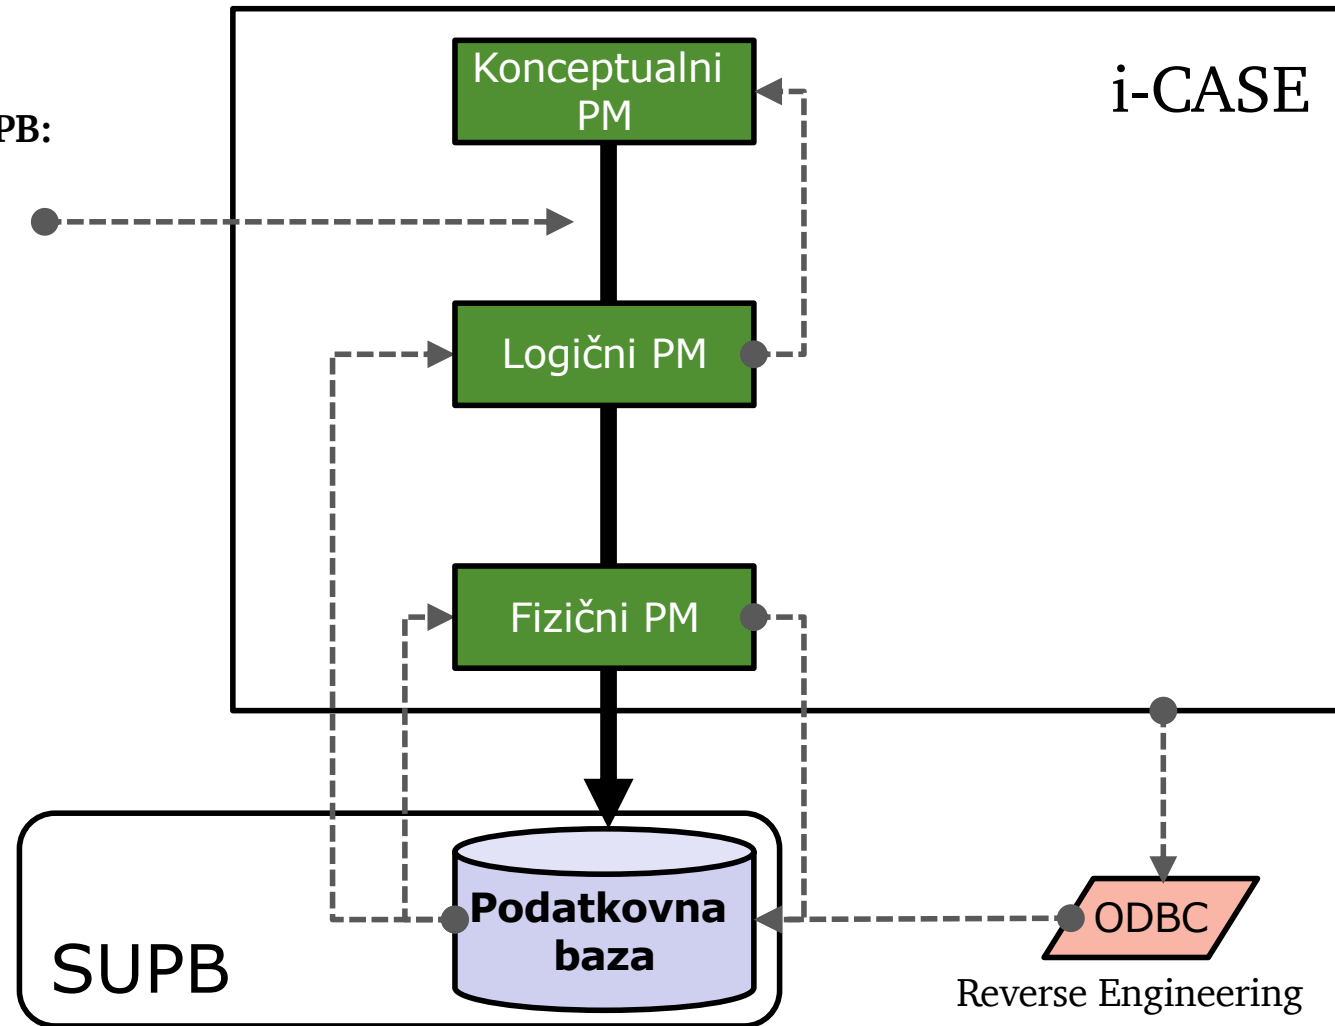 Konceptualni
PM
i-CASE
PB:
Logični PM
Fizični PM
Podatkovna
baza
SUPB
ODBC
Reverse Engineering